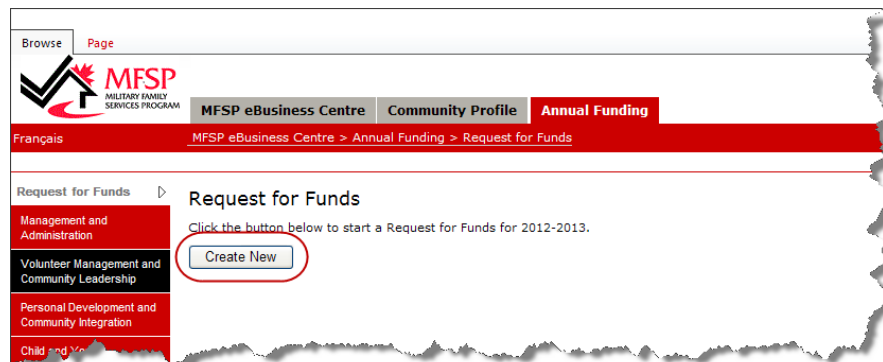 Browse Page
MFSP
MILITARY FAMILY
SERVICES PROGRAM
MFSP eBusiness Centre Community Profile Annual Funding
Français
MFSP eBusiness Centre > Annual Funding > Request for Funds
Request for Funds
Management and
Administration
Volunteer Management and
Community Leadership
Personal Development and
Community Integration
Child and
Request for Funds
Click the button below to start a Request for Funds for 2012-2013.
Create New